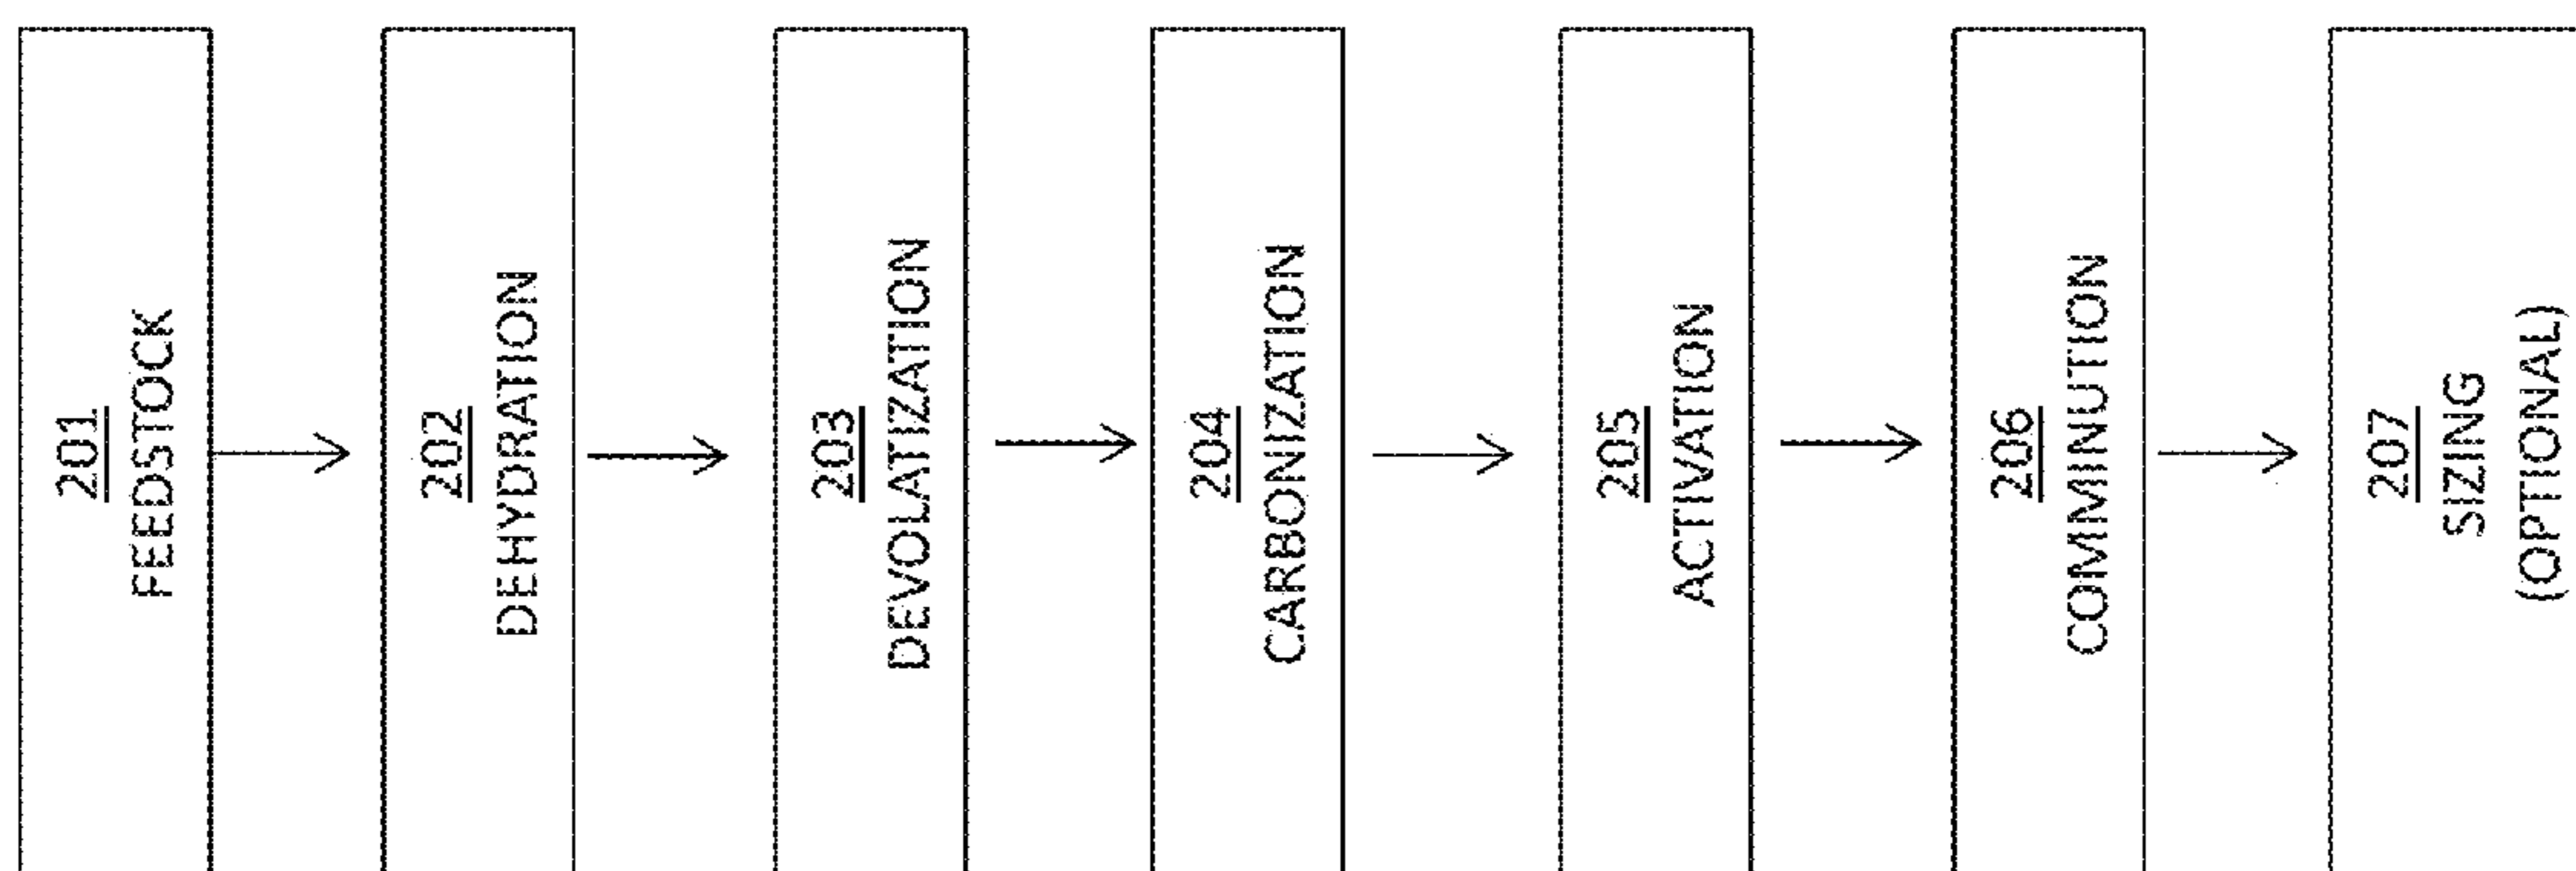 201
FEEDSTOCK
202
DEHYDRATION
203
DEVOLATIZATION
204
CARBONIZATION
205
ACTIVATION
206
COMMINUTION
207
SIZING
(OPTIONAL)